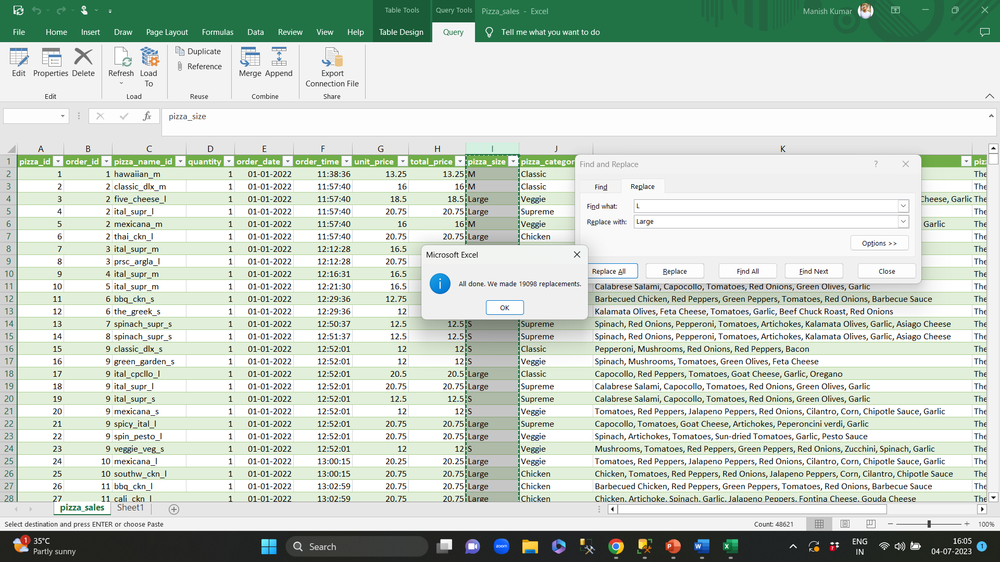 Table Tools Query Tools Pizza_sales - Excel Manish Kumar
File Home Insert Draw Page Layout Formulas Data Review View Help Table Design Query Tell me what you want to do
Edit Properties Delete Refresh Load To Duplicate Reference Merge Append Export Connection File
Edit Load Reuse Combine Share
fx pizza_size
A B C D E F G H I J K
1 pizza_id order_id pizza_name_id quantity order_date order_time unit_price total_price pizza_size pizza_categor Find and Replace ? piz
2 1 1 hawaiian_m 1 01-01-2022 11:38:36 13.25 13.25 M Classic The
3 2 2 classic_dlx_m 1 01-01-2022 11:57:40 16 16 M Classic Find Replace The
4 3 2 five_cheese_l 1 01-01-2022 11:57:40 18.5 18.5 Large Veggie Find what: L Cheese, Garlic The
5 4 2 ital_supr_l 1 01-01-2022 11:57:40 20.75 20.75 Large Supreme The
6 5 2 mexicana_m 1 01-01-2022 11:57:40 16 16 M Veggie Replace with: Large Garlic The
7 6 2 thai_ckn_l 1 01-01-2022 11:57:40 20.75 20.75 Large Chicken Options >> The
8 7 3 ital_supr_m 1 01-01-2022 12:12:28 16.5 Microsoft Excel The
9 8 3 prsc_argla_l 1 01-01-2022 12:12:28 20.75 The
10 9 4 ital_supr_m 1 01-01-2022 12:16:31 16.5 Replace All Replace Find All Find Next Close The
11 10 5 ital_supr_m 1 01-01-2022 12:21:30 16.5 All done. We made 19098 replacements. Calabrese Salami, Capocollo, Tomatoes, Red Onions, Green Olives, Garlic The
12 11 6 bbq_ckn_s 1 01-01-2022 12:29:36 12.75 Barbecued Chicken, Red Peppers, Green Peppers, Tomatoes, Red Onions, Barbecue Sauce The
13 12 6 the_greek_s 1 01-01-2022 12:29:36 12 OK Kalamata Olives, Feta Cheese, Tomatoes, Garlic, Beef Chuck Roast, Red Onions The
14 13 7 spinach_supr_s 1 01-01-2022 12:50:37 12.5 12.5 S Supreme Spinach, Red Onions, Pepperoni, Tomatoes, Artichokes, Kalamata Olives, Garlic, Asiago Cheese The
15 14 8 spinach_supr_s 1 01-01-2022 12:51:37 12.5 12.5 S Supreme Spinach, Red Onions, Pepperoni, Tomatoes, Artichokes, Kalamata Olives, Garlic, Asiago Cheese The
16 15 9 classic_dlx_s 1 01-01-2022 12:52:01 12 12 S Classic Pepperoni, Mushrooms, Red Onions, Red Peppers, Bacon The
17 16 9 green_garden_s 1 01-01-2022 12:52:01 12 12 S Veggie Spinach, Mushrooms, Tomatoes, Green Olives, Feta Cheese The
18 17 9 ital_cpcllo_l 1 01-01-2022 12:52:01 20.5 20.5 Large Classic Capocollo, Red Peppers, Tomatoes, Goat Cheese, Garlic, Oregano The
19 18 9 ital_supr_l 1 01-01-2022 12:52:01 20.75 20.75 Large Supreme Calabrese Salami, Capocollo, Tomatoes, Red Onions, Green Olives, Garlic The
20 19 9 ital_supr_s 1 01-01-2022 12:52:01 12.5 12.5 S Supreme Calabrese Salami, Capocollo, Tomatoes, Red Onions, Green Olives, Garlic The
21 20 9 mexicana_s 1 01-01-2022 12:52:01 12 12 S Veggie Tomatoes, Red Peppers, Jalapeno Peppers, Red Onions, Cilantro, Corn, Chipotle Sauce, Garlic The
22 21 9 spicy_ital_l 1 01-01-2022 12:52:01 20.75 20.75 Large Supreme Capocollo, Tomatoes, Goat Cheese, Artichokes, Peperoncini verdi, Garlic The
23 22 9 spin_pesto_l 1 01-01-2022 12:52:01 20.75 20.75 Large Veggie Spinach, Artichokes, Tomatoes, Sun-dried Tomatoes, Garlic, Pesto Sauce The
24 23 9 veggie_veg_s 1 01-01-2022 12:52:01 12 12 S Veggie Mushrooms, Tomatoes, Red Peppers, Green Peppers, Red Onions, Zucchini, Spinach, Garlic The
25 24 10 mexicana_l 1 01-01-2022 13:00:15 20.25 20.25 Large Veggie Tomatoes, Red Peppers, Jalapeno Peppers, Red Onions, Cilantro, Corn, Chipotle Sauce, Garlic The
26 25 10 southw_ckn_l 1 01-01-2022 13:00:15 20.75 20.75 Large Chicken Chicken, Tomatoes, Red Peppers, Red Onions, Jalapeno Peppers, Corn, Cilantro, Chipotle Sauce The
27 26 11 bbq_ckn_l 1 01-01-2022 13:02:59 20.75 20.75 Large Chicken Barbecued Chicken, Red Peppers, Green Peppers, Tomatoes, Red Onions, Barbecue Sauce The
28 27 11 cali_ckn_l 1 01-01-2022 13:02:59 20.75 20.75 Large Chicken Chicken, Artichoke, Spinach, Garlic, Jalapeno Peppers, Fontina Cheese, Gouda Cheese The
pizza_sales Sheet1
Select destination and press ENTER or choose Paste Count: 48621 100%
1 35°C Search zoom ENG 16:05
Partly sunny IN 04-07-2023 1